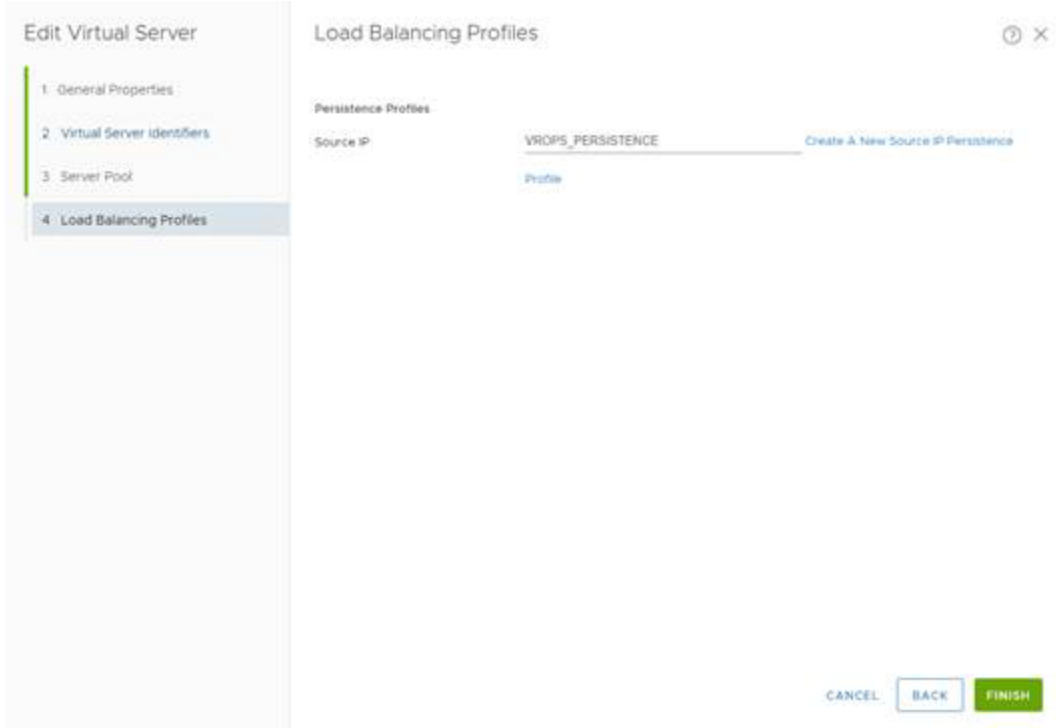 Edit Virtual Server
1 General Properties
2 Virtual Server Identifiers
3 Server Pool
4 Load Balancing Profiles
Load Balancing Profiles
Persistence Profiles
Source IP
VROPS_PERSISTENCE
Create A New Source IP Persistence
Profile
CANCEL
BACK
FINISH